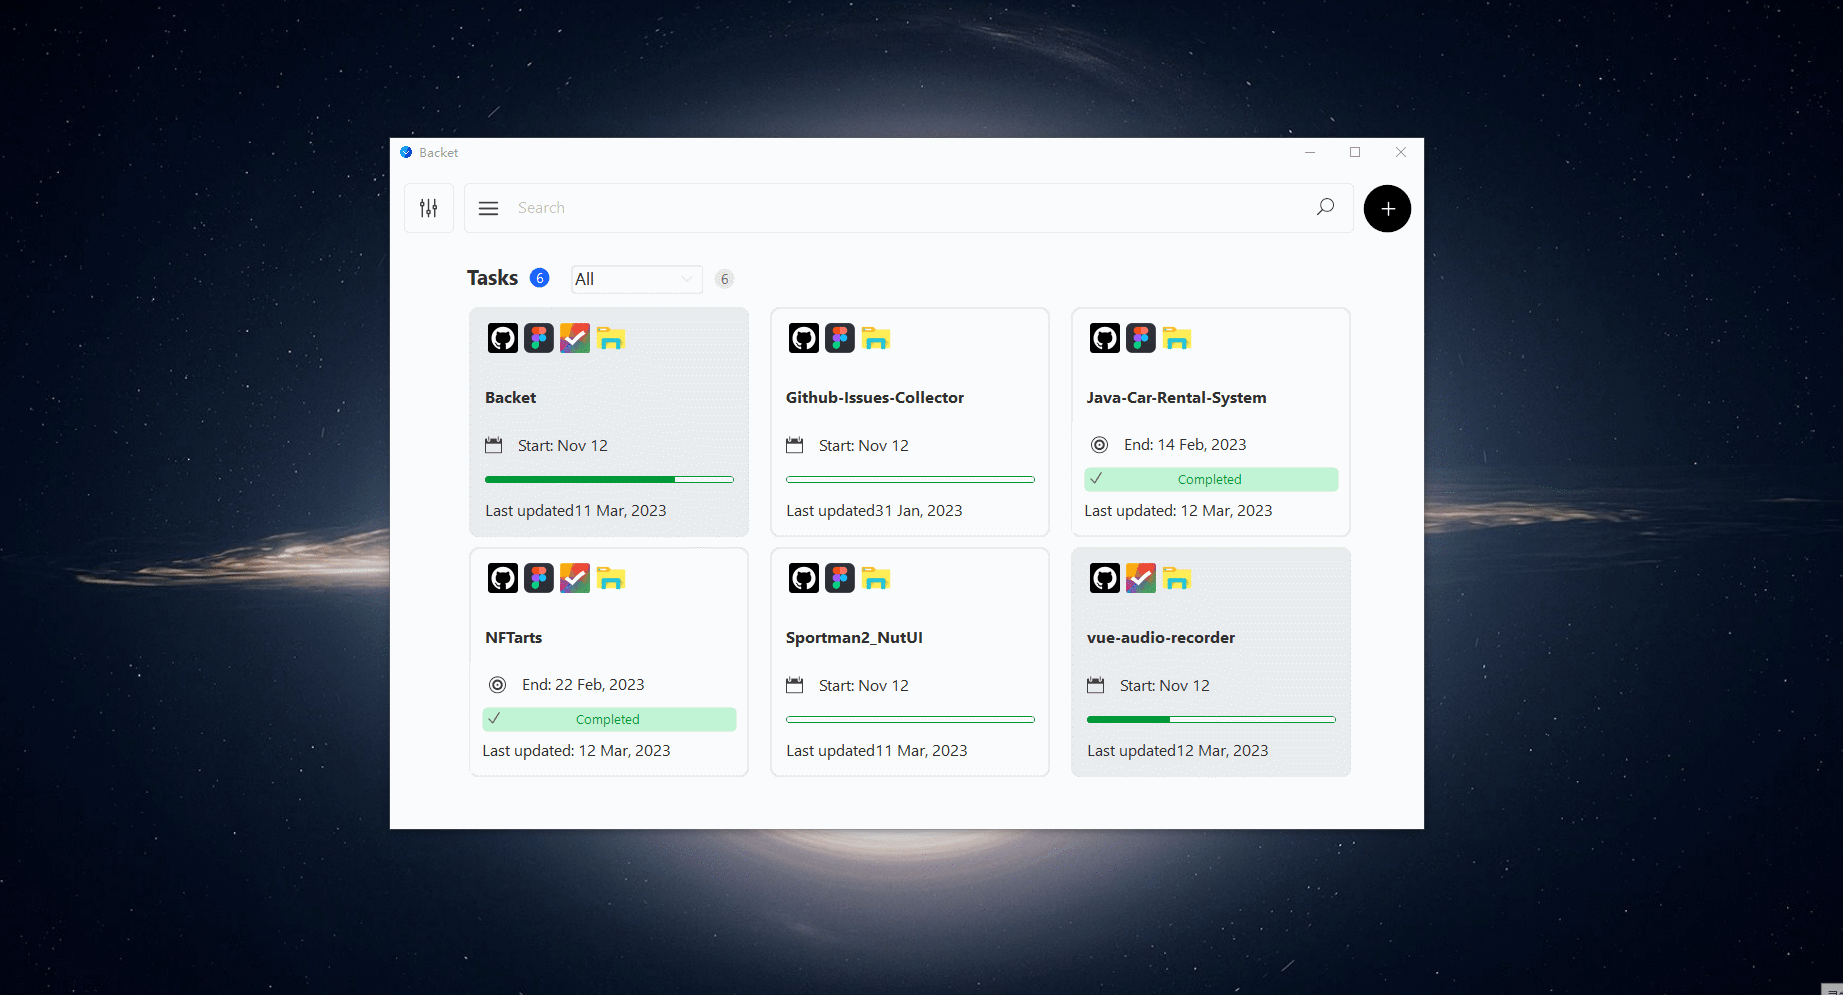 Backet
Search
Tasks 6 All 6
Backet
Start: Nov 12
Last updated11 Mar, 2023
Github-Issues-Collector
Start: Nov 12
Last updated31 Jan, 2023
Java-Car-Rental-System
End: 14 Feb, 2023
Completed
Last updated: 12 Mar, 2023
NFTarts
End: 22 Feb, 2023
Completed
Last updated: 12 Mar, 2023
Sportman2_NutUI
Start: Nov 12
Last updated11 Mar, 2023
vue-audio-recorder
Start: Nov 12
Last updated12 Mar, 2023